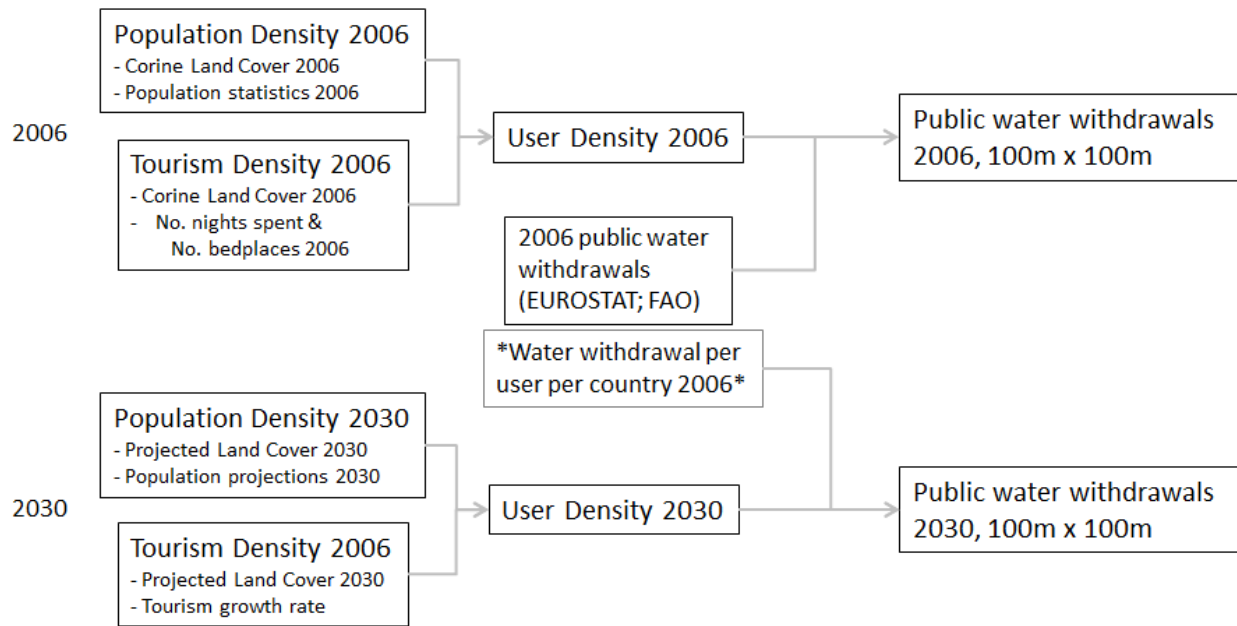 2006
Population Density 2006
- Corine Land Cover 2006
- Population statistics 2006
Tourism Density 2006
- Corine Land Cover 2006
- No. nights spent &
No. bedplaces 2006
User Density 2006
2006 public water
withdrawals
(EUROSTAT; FAO)
Public water withdrawals
2006, 100m x 100m
*Water withdrawal per
user per country 2006*
2030
Population Density 2030
- Projected Land Cover 2030
- Population projections 2030
Tourism Density 2006
- Projected Land Cover 2030
- Tourism growth rate
User Density 2030
Public water withdrawals
2030, 100m x 100m